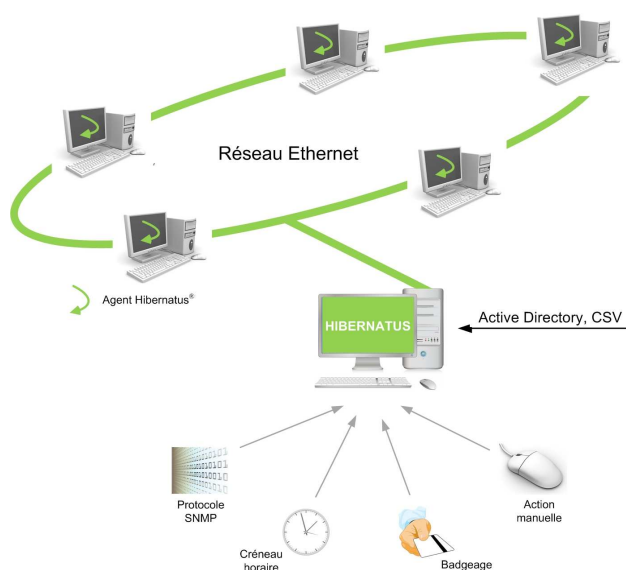 Réseau Ethernet
Agent Hibernatus®
HIBERNATUS
Active Directory, CSV
Protocole
SNMP
Action
manuelle
Créneau
horaire
Badgeage